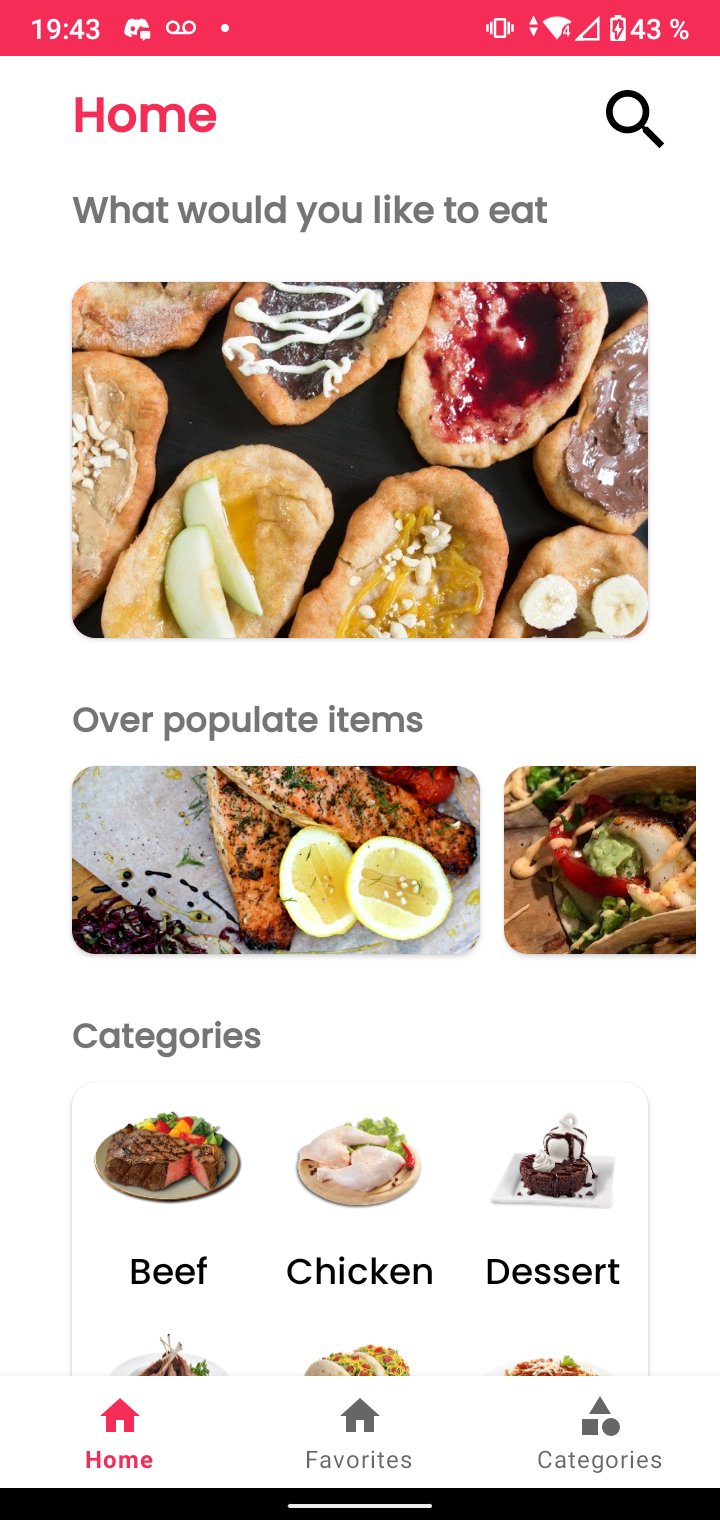 19:43
4
43 %
Home
What would you like to eat
Over populate items
Categories
Beef Chicken Dessert
Home Favorites Categories